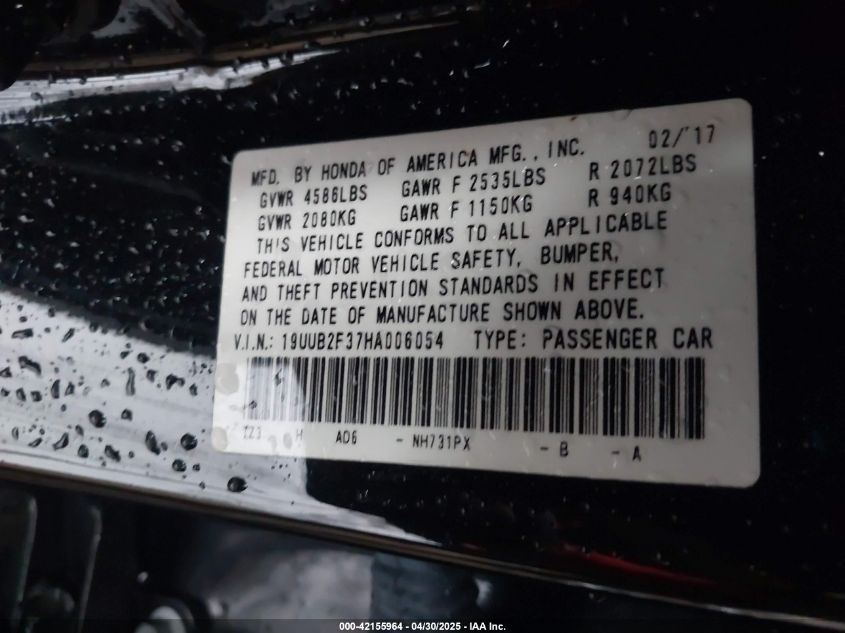 02/'17
MFD. BY HONDA OF AMERICA MFG., INC.
GVWR 4586LBS GAWR F 2535LBS R 2072LBS
GVWR 2080KG GAWR F 1150KG R 940KG
THIS VEHICLE CONFORMS TO ALL APPLICABLE
FEDERAL MOTOR VEHICLE SAFETY, BUMPER,
AND THEFT PREVENTION STANDARDS IN EFFECT
ON THE DATE OF MANUFACTURE SHOWN ABOVE.
V.I.N.: 19UUB2F37HA006054 TYPE: PASSENGER CAR
TZ3 H A06 - NH731PX - B - A
000-42155964 - 04/30/2025 - IAA Inc.